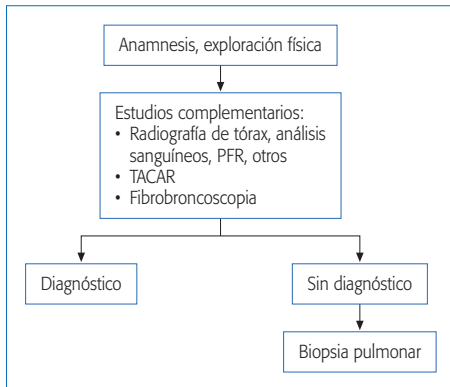 Anamnesis, exploración física
Estudios complementarios:
• Radiografía de tórax, análisis
sanguíneos, PFR, otros
• TACAR
• Fibrobroncoscopia
Diagnóstico
Sin diagnóstico
Biopsia pulmonar